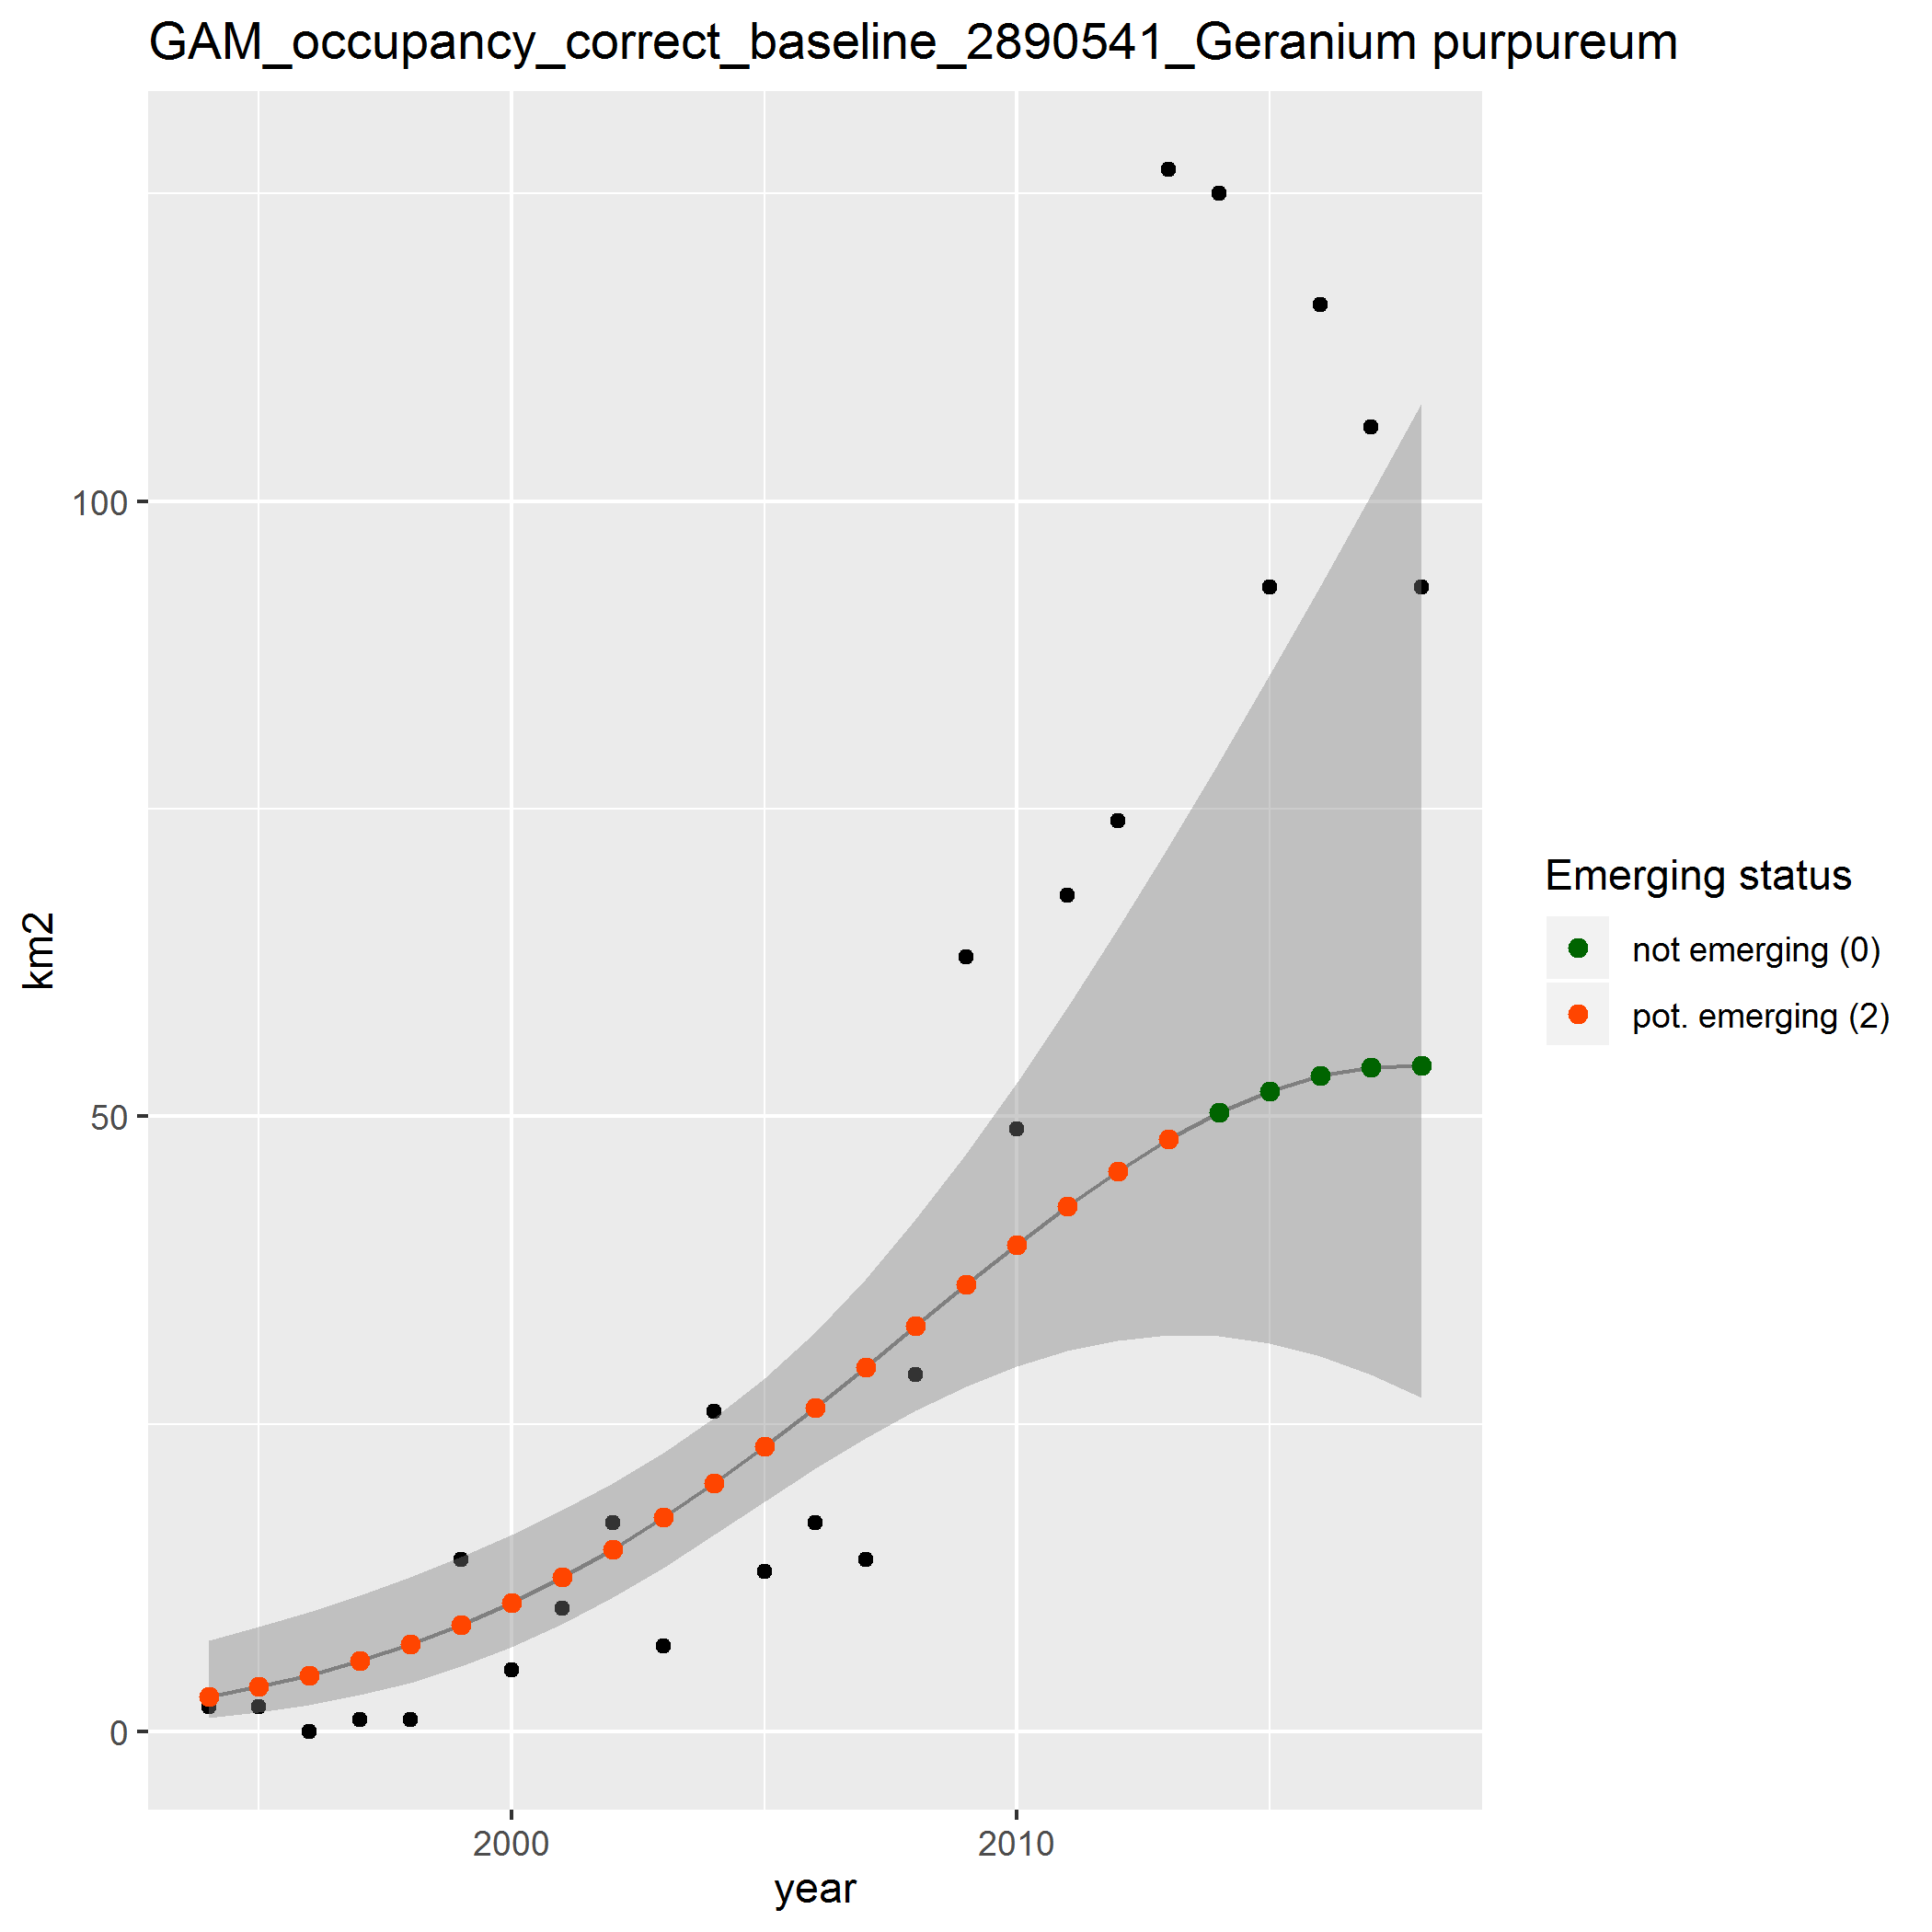 GAM_occupancy_correct_baseline_2890541_Geranium purpureum
km2
100
50
0
2000
2010
year
Emerging status
not emerging (0)
pot. emerging (2)